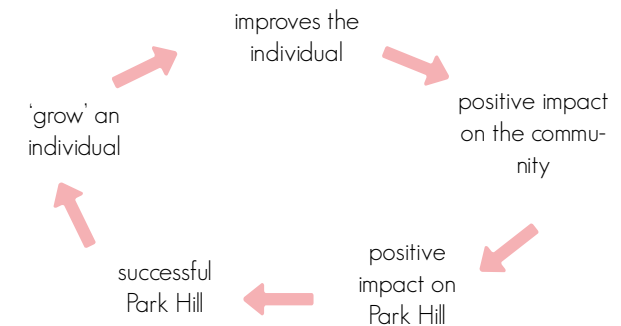 improves the
individual
positive impact
on the commu-
nity
positive
impact on
Park Hill
successful
Park Hill
'grow' an
individual